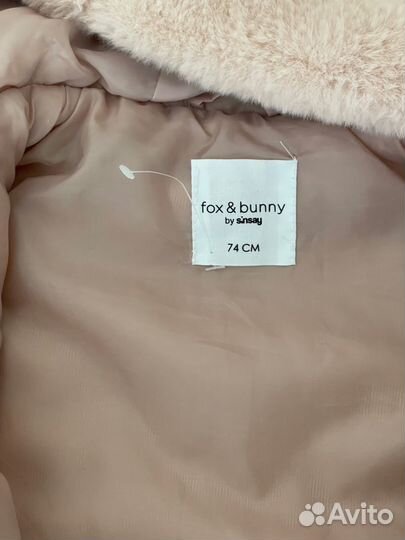 fox & bunny
by sinsay
74 CM
Avito